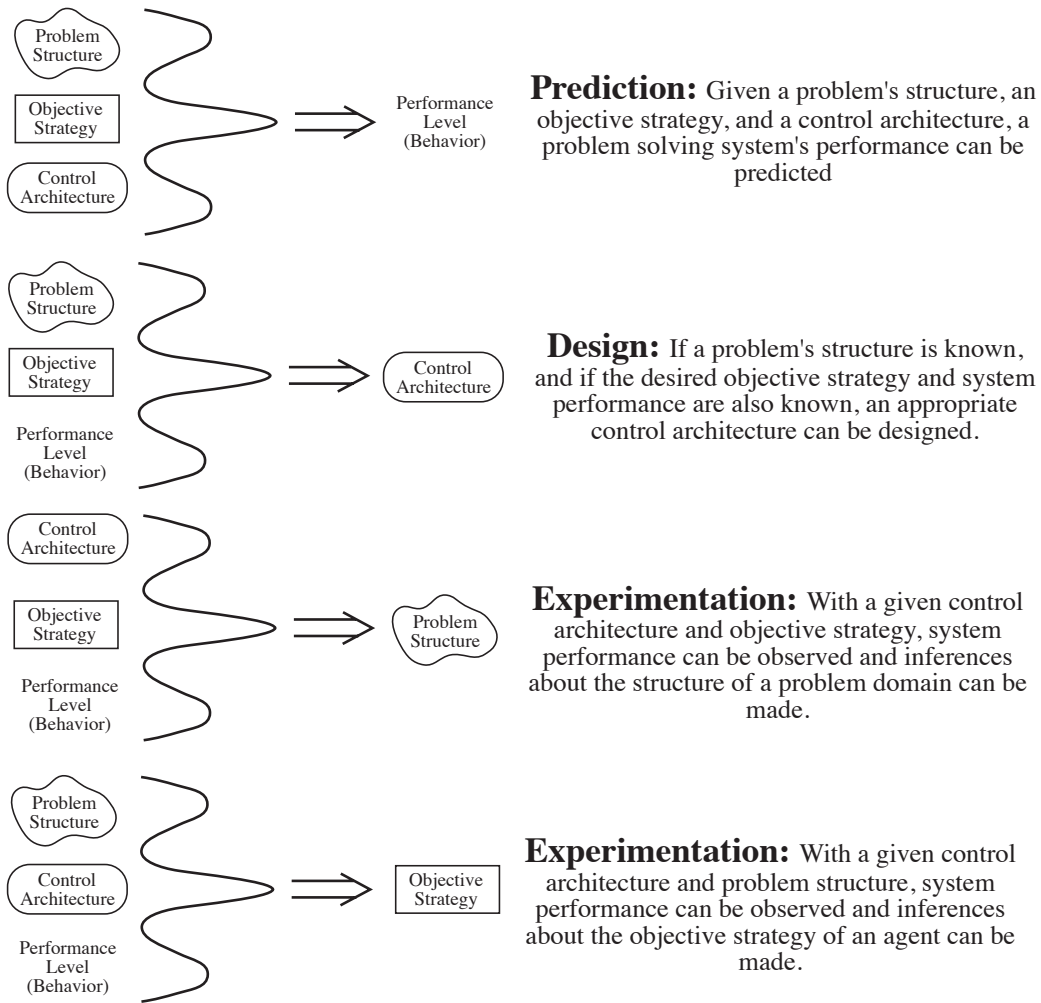 Problem
Structure
Objective
Strategy
Control
Architecture
Performance
Level
(Behavior)
Prediction: Given a problem's structure, an
objective strategy, and a control architecture, a
problem solving system's performance can be
predicted
Problem
Structure
Objective
Strategy
Performance
Level
(Behavior)
Control
Architecture
Design: If a problem's structure is known,
and if the desired objective strategy and system
performance are also known, an appropriate
control architecture can be designed.
Control
Architecture
Objective
Strategy
Performance
Level
(Behavior)
Problem
Structure
Experimentation: With a given control
architecture and objective strategy, system
performance can be observed and inferences
about the structure of a problem domain can be
made.
Problem
Structure
Control
Architecture
Performance
Level
(Behavior)
Objective
Strategy
Experimentation: With a given control
architecture and problem structure, system
performance can be observed and inferences
about the objective strategy of an agent can be
made.